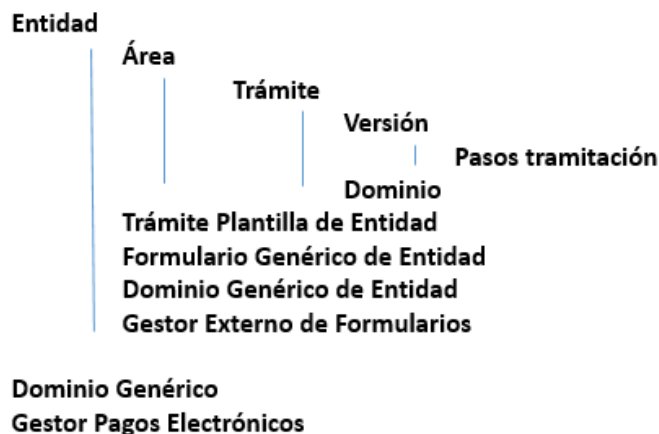 Entidad
Área
Trámite
Versión
Pasos tramitación
Dominio
Trámite Plantilla de Entidad
Formulario Genérico de Entidad
Dominio Genérico de Entidad
Gestor Externo de Formularios
Dominio Genérico
Gestor Pagos Electrónicos